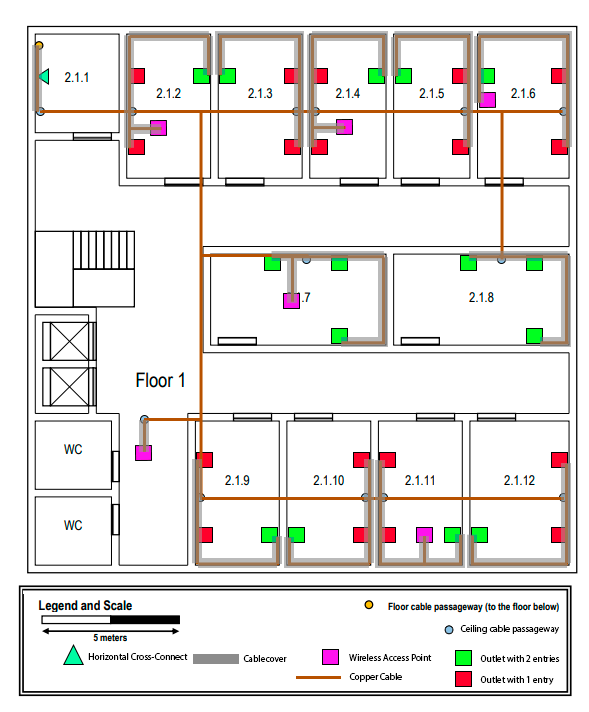 2.1.1
2.1.2
2.1.3
2.1.4
2.1.5
2.1.6
.7
2.1.8
Floor 1
WC
2.1.9
2.1.10
2.1.11
2.1.12
WC
Legend and Scale
5 meters
Floor cable passageway (to the floor below)
Ceiling cable passageway
Horizontal Cross-Connect
Cablecover
Wireless Access Point
Outlet with 2 entries
Copper Cable
Outlet with 1 entry